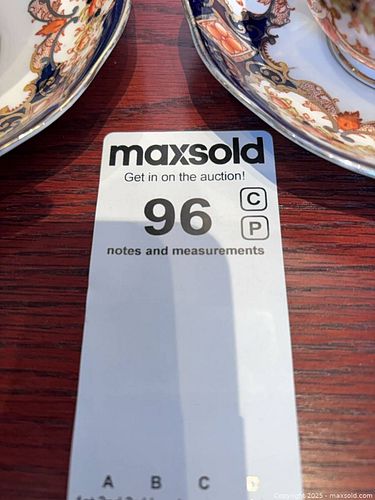 maxsold
Get in on the auction!
96
C
P
notes and measurements
A B C
Copyright © 2025 - maxsold.com